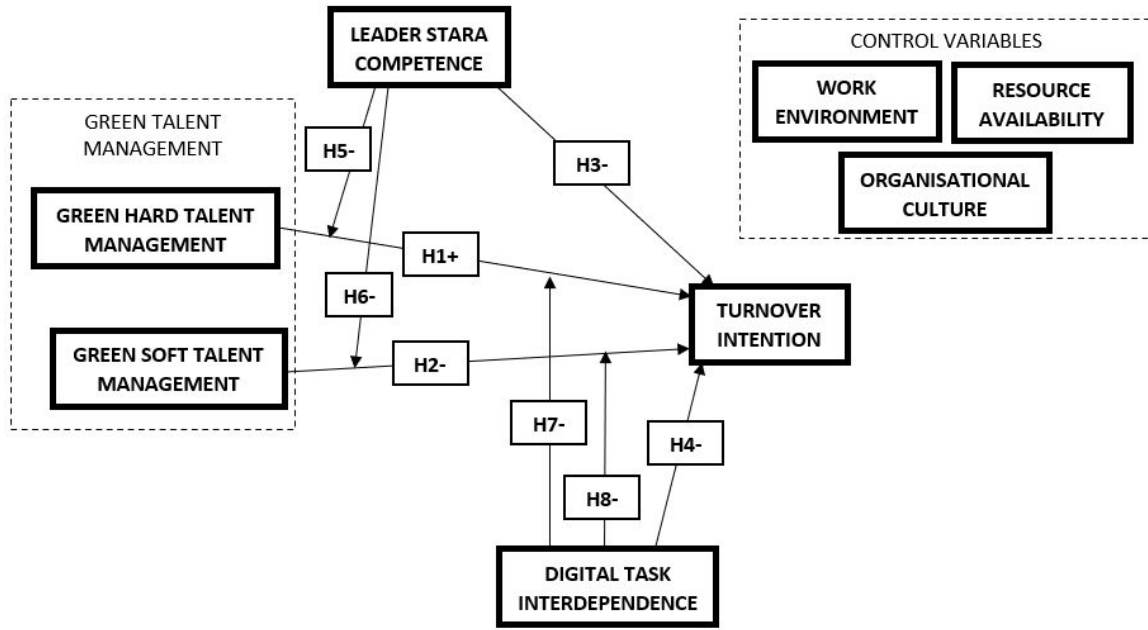 LEADER STARA
COMPETENCE
CONTROL VARIABLES
WORK
ENVIRONMENT
RESOURCE
AVAILABILITY
ORGANISATIONAL
CULTURE
GREEN TALENT
MANAGEMENT
H5-
H3-
GREEN HARD TALENT
MANAGEMENT
H1+
H6-
TURNOVER
INTENTION
GREEN SOFT TALENT
MANAGEMENT
H2-
H7-
H4-
H8-
DIGITAL TASK
INTERDEPENDENCE